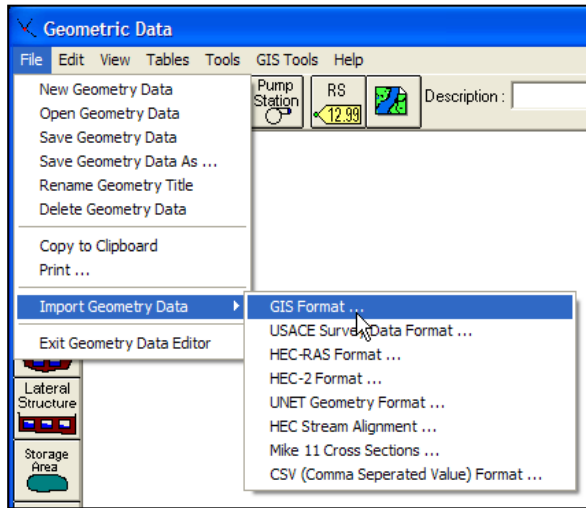 Geometric Data
File Edit View Tables Tools GIS Tools Help
Pump
Station
RS
12.99
Description :
New Geometry Data
Open Geometry Data
Save Geometry Data
Save Geometry Data As ...
Rename Geometry Title
Delete Geometry Data
Copy to Clipboard
Print ...
Import Geometry Data
Exit Geometry Data Editor
GIS Format ...
USACE Survey Data Format ...
HEC-RAS Format ...
HEC-2 Format ...
UNET Geometry Format ...
HEC Stream Alignment ...
Mike 11 Cross Sections ...
CSV (Comma Seperated Value) Format ...
Lateral
Structure
Storage
Area